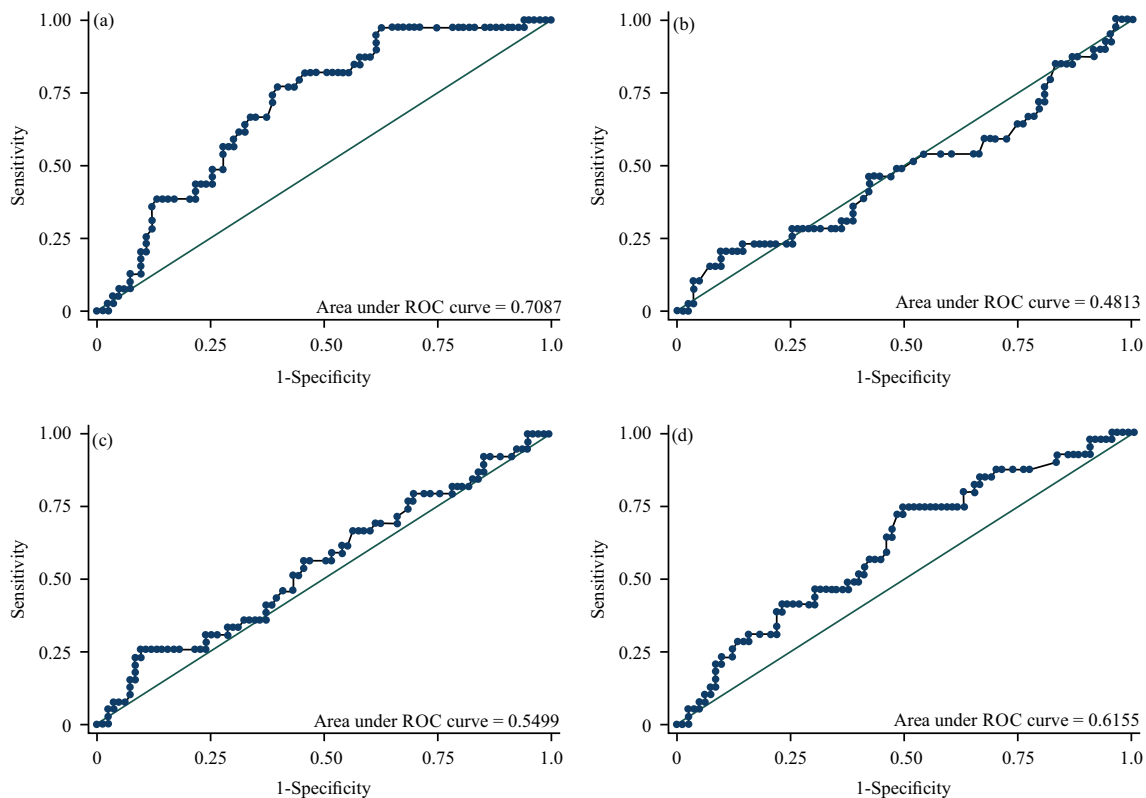 (a)
1.00
0.75
0.50
0.25
0
Sensitivity
Area under ROC curve = 0.7087
0 0.25 0.50 0.75 1.0
1-Specificity
(b)
1.00
0.75
0.50
0.25
0
Sensitivity
Area under ROC curve = 0.4813
0 0.25 0.50 0.75 1.0
1-Specificity
(c)
1.00
0.75
0.50
0.25
0
Sensitivity
Area under ROC curve = 0.5499
0 0.25 0.50 0.75 1.0
1-Specificity
(d)
1.00
0.75
0.50
0.25
0
Sensitivity
Area under ROC curve = 0.6155
0 0.25 0.50 0.75 1.0
1-Specificity